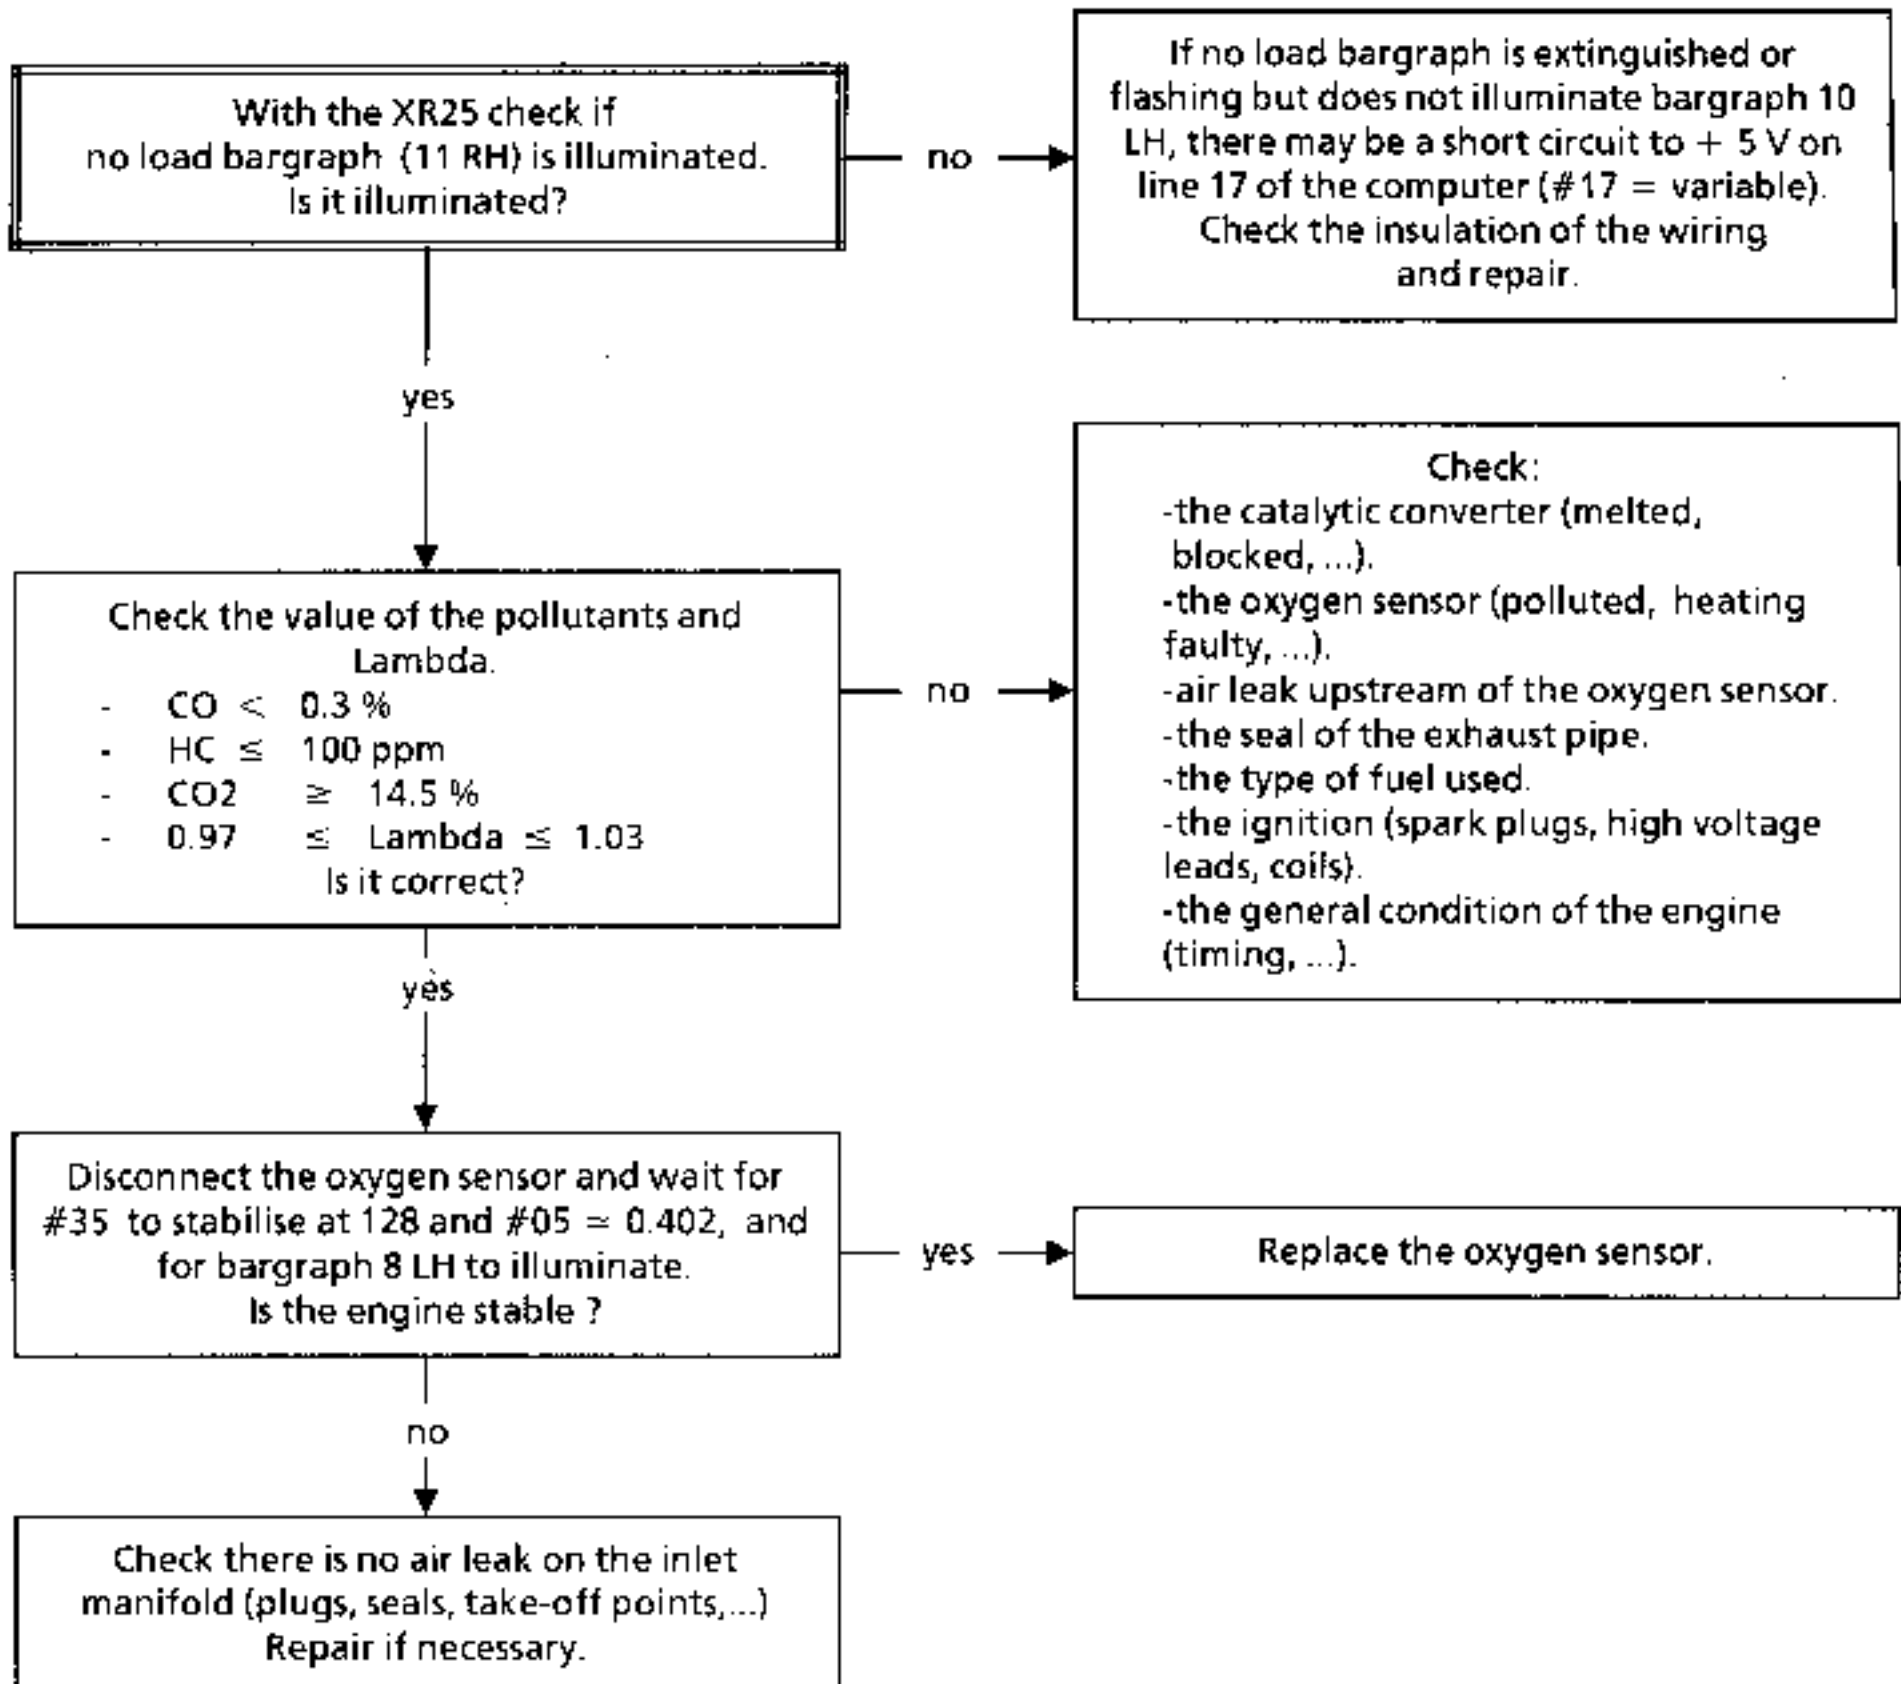 With the XR25 check if
no load bargraph (11 RH) is illuminated.
Is it illuminated?
no
If no load bargraph is extinguished or
flashing but does not illuminate bargraph 10
LH, there may be a short circuit to + 5 V on
line 17 of the computer (#17 = variable).
Check the insulation of the wiring
and repair.
yes
Check the value of the pollutants and
Lambda.
- CO < 0.3 %
- HC ≤ 100 ppm
- CO2 ≥ 14.5 %
- 0.97 ≤ Lambda ≤ 1.03
Is it correct?
no
Check:
-the catalytic converter (melted,
blocked, ...).
-the oxygen sensor (polluted, heating
faulty, ...).
-air leak upstream of the oxygen sensor.
-the seal of the exhaust pipe.
-the type of fuel used.
-the ignition (spark plugs, high voltage
leads, coils).
-the general condition of the engine
(timing, ...).
yes
Disconnect the oxygen sensor and wait for
#35 to stabilise at 128 and #05 = 0.402, and
for bargraph 8 LH to illuminate.
Is the engine stable ?
yes
Replace the oxygen sensor.
no
Check there is no air leak on the inlet
manifold (plugs, seals, take-off points,...)
Repair if necessary.